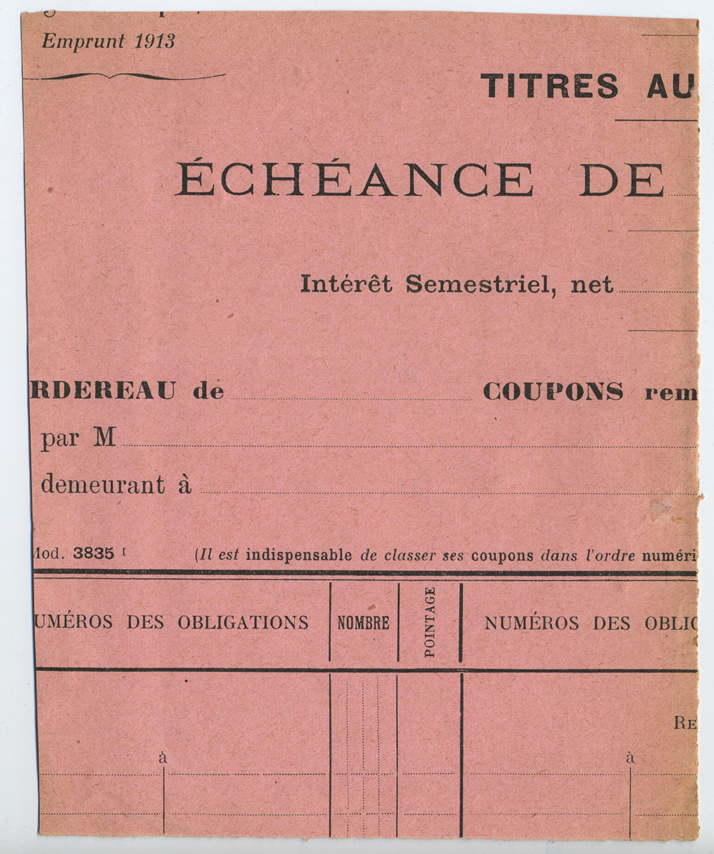 Emprunt 1913
TITRES AU
ÉCHÉANCE DE
Intérêt Semestriel, net
RDEREAU de COUPONS rem
par M
demeurant à
Mod. 3835 (Il est indispensable de classer ses coupons dans l'ordre numéri
UMÉROS DES OBLIGATIONS NOMBRE POINTAGE NUMÉROS DES OBLIG
RE
à à